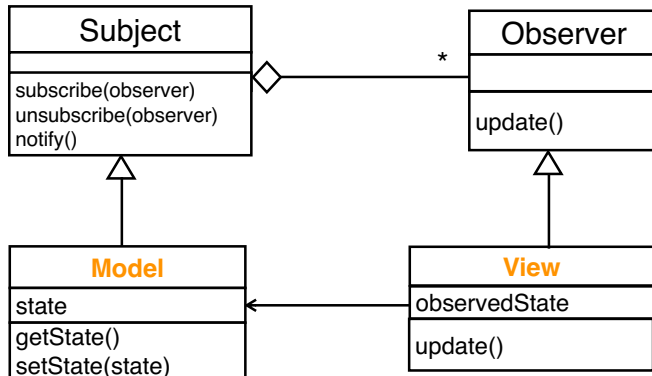 Subject
subscribe(observer)
unsubscribe(observer)
notify()
*
Observer
update()
Model
state
getState()
setState(state)
View
observedState
update()